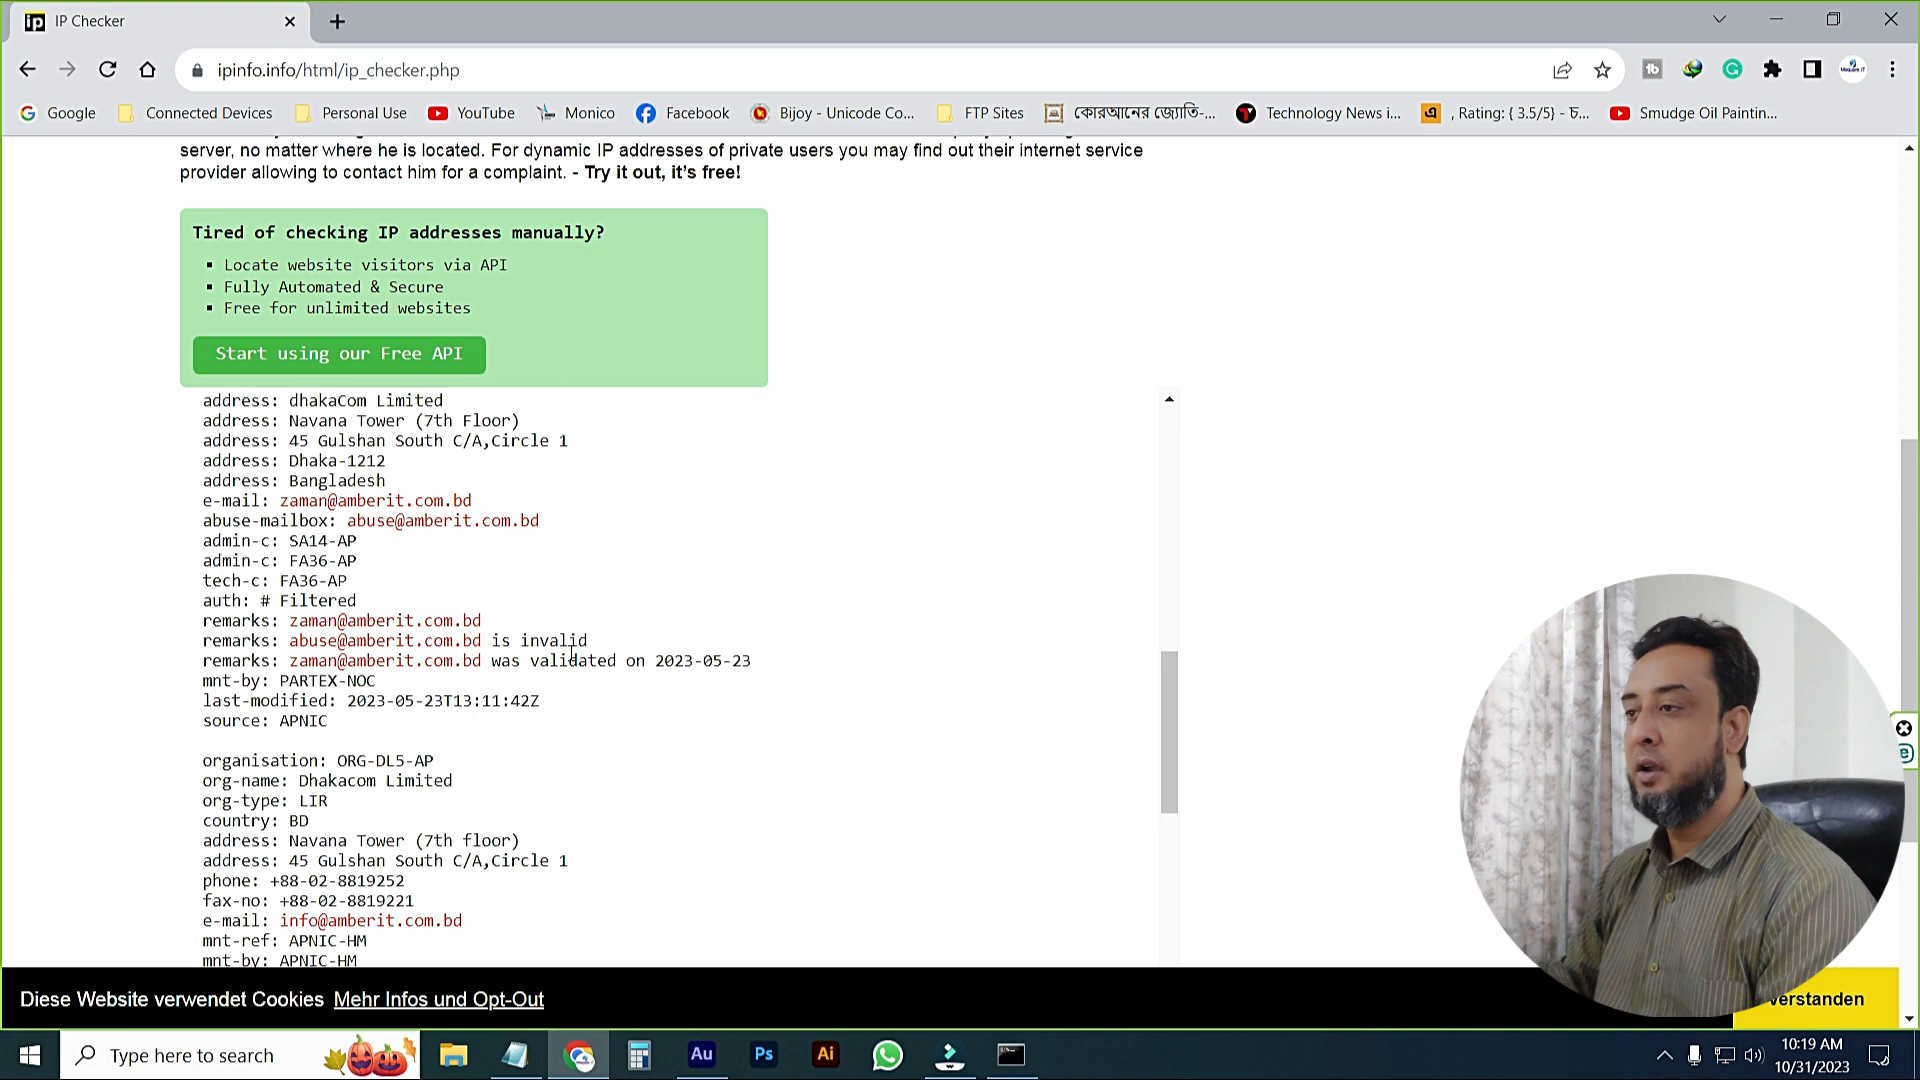 IP Checker
ipinfo.info/html/ip_checker.php
Google
Connected Devices
Personal Use
YouTube
Monico
Facebook
Bijoy - Unicode Co...
FTP Sites
কোরআনের জ্যোতি-...
Technology News i...
, Rating: { 3.5/5} - চ...
Smudge Oil Paintin...
server, no matter where he is located. For dynamic IP addresses of private users you may find out their internet service
provider allowing to contact him for a complaint. - Try it out, it's free!
Tired of checking IP addresses manually?
▪ Locate website visitors via API
▪ Fully Automated & Secure
▪ Free for unlimited websites
Start using our Free API
address: dhakaCom Limited
address: Navana Tower (7th Floor)
address: 45 Gulshan South C/A,Circle 1
address: Dhaka-1212
address: Bangladesh
e-mail: zaman@amberit.com.bd
abuse-mailbox: abuse@amberit.com.bd
admin-c: SA14-AP
admin-c: FA36-AP
tech-c: FA36-AP
auth: # Filtered
remarks: zaman@amberit.com.bd
remarks: abuse@amberit.com.bd is invalid
remarks: zaman@amberit.com.bd was validated on 2023-05-23
mnt-by: PARTEX-NOC
last-modified: 2023-05-23T13:11:42Z
source: APNIC
organisation: ORG-DL5-AP
org-name: Dhakacom Limited
org-type: LIR
country: BD
address: Navana Tower (7th floor)
address: 45 Gulshan South C/A,Circle 1
phone: +88-02-8819252
fax-no: +88-02-8819221
e-mail: info@amberit.com.bd
mnt-ref: APNIC-HM
mnt-by: APNIC-HM
Diese Website verwendet Cookies Mehr Infos und Opt-Out
verstanden
Type here to search
Au
Ps
Ai
10:19 AM
10/31/2023